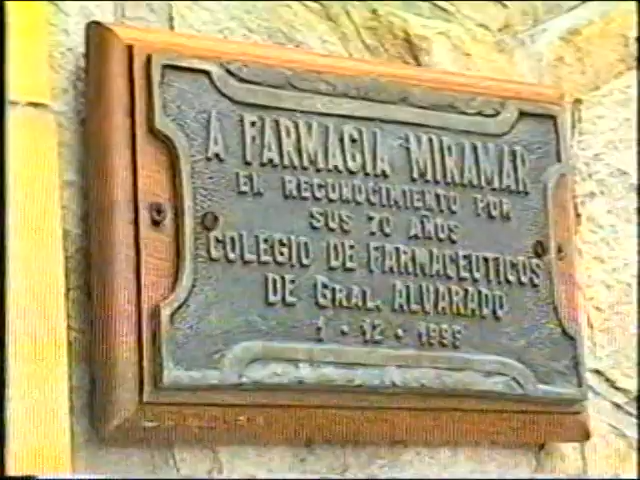 A FARMACIA MIRAMAR
EN RECONOCIMIENTO POR
SUS 70 AÑOS
COLEGIO DE FARMACEUTICOS
DE GRAL. ALVARADO
1 • 12 • 1995